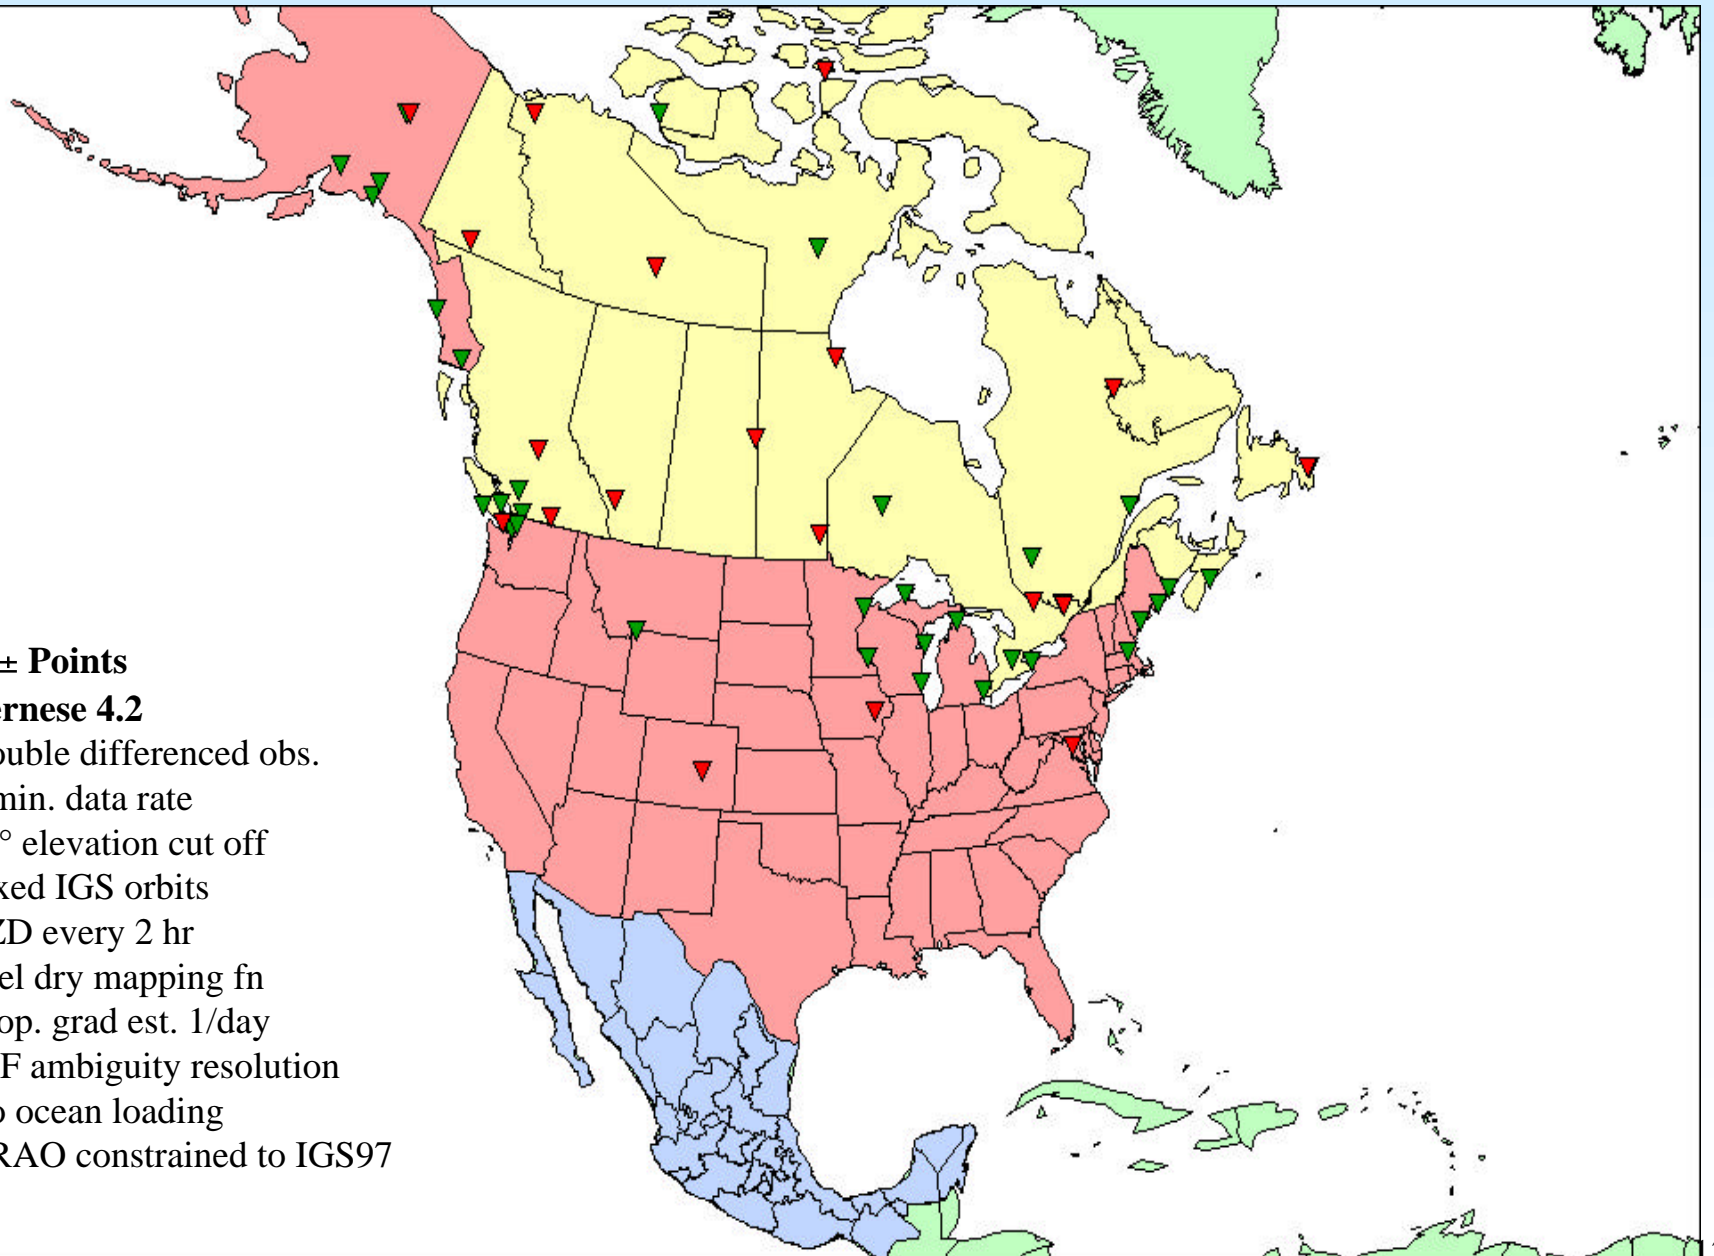 ± Points
ernese 4.2
ouble differenced obs.
min. data rate
° elevation cut off
xed IGS orbits
ZD every 2 hr
el dry mapping fn
op. grad est. 1/day
F ambiguity resolution
o ocean loading
RAO constrained to IGS97